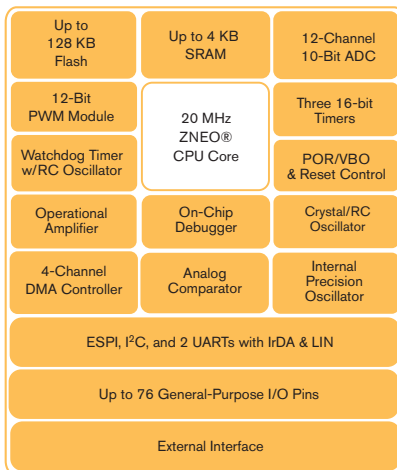 Up to
128 KB
Flash
Up to 4 KB
SRAM
12-Channel
10-Bit ADC
12-Bit
PWM Module
20 MHz
ZNEO®
CPU Core
Three 16-bit
Timers
Watchdog Timer
w/RC Oscillator
POR/VBO
& Reset Control
Operational
Amplifier
On-Chip
Debugger
Crystal/RC
Oscillator
4-Channel
DMA Controller
Analog
Comparator
Internal
Precision
Oscillator
ESPI, I²C, and 2 UARTs with IrDA & LIN
Up to 76 General-Purpose I/O Pins
External Interface